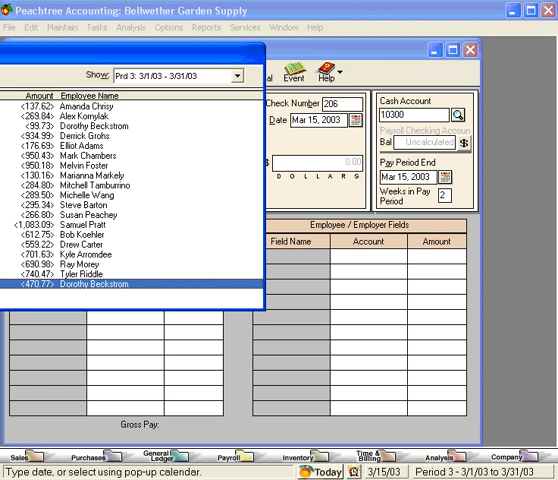 Peachtree Accounting: Bellwether Garden Supply
File Edit Maintain Tasks Analysis Options Reports Services Window Help
Show: Prd 3: 3/1/03 - 3/31/03
al Event Help
Amount Employee Name
<137.62> Amanda Chrisy
<269.84> Alex Kornylak
<99.73> Dorothy Beckstrom
<934.99> Derrick Grohs
<176.69> Elliot Adams
<950.43> Mark Chambers
<950.18> Melvin Foster
<130.16> Marianna Markely
<284.80> Mitchell Tamburrino
<289.50> Michelle Wang
<295.34> Steve Barton
<266.80> Susan Peachey
<1,083.09> Samuel Pratt
<612.75> Bob Koehler
<559.22> Drew Carter
<701.63> Kyle Arromdee
<690.98> Ray Morey
<740.47> Tyler Riddle
<470.77> Dorothy Beckstrom
Check Number 206
Date Mar 15, 2003
$ 0.00
D O L L A R S
Cash Account
10300
Payroll Checking Accoun
Bal Uncalculated $
Pay Period End
Mar 15, 2003
Weeks in Pay Period 2
Employee / Employer Fields
Field Name Account Amount
Gross Pay:
Sales Purchases General Ledger Payroll Inventory Time & Billing Analysis Company
Type date, or select using pop-up calendar. Today 3/15/03 Period 3 - 3/1/03 to 3/31/03